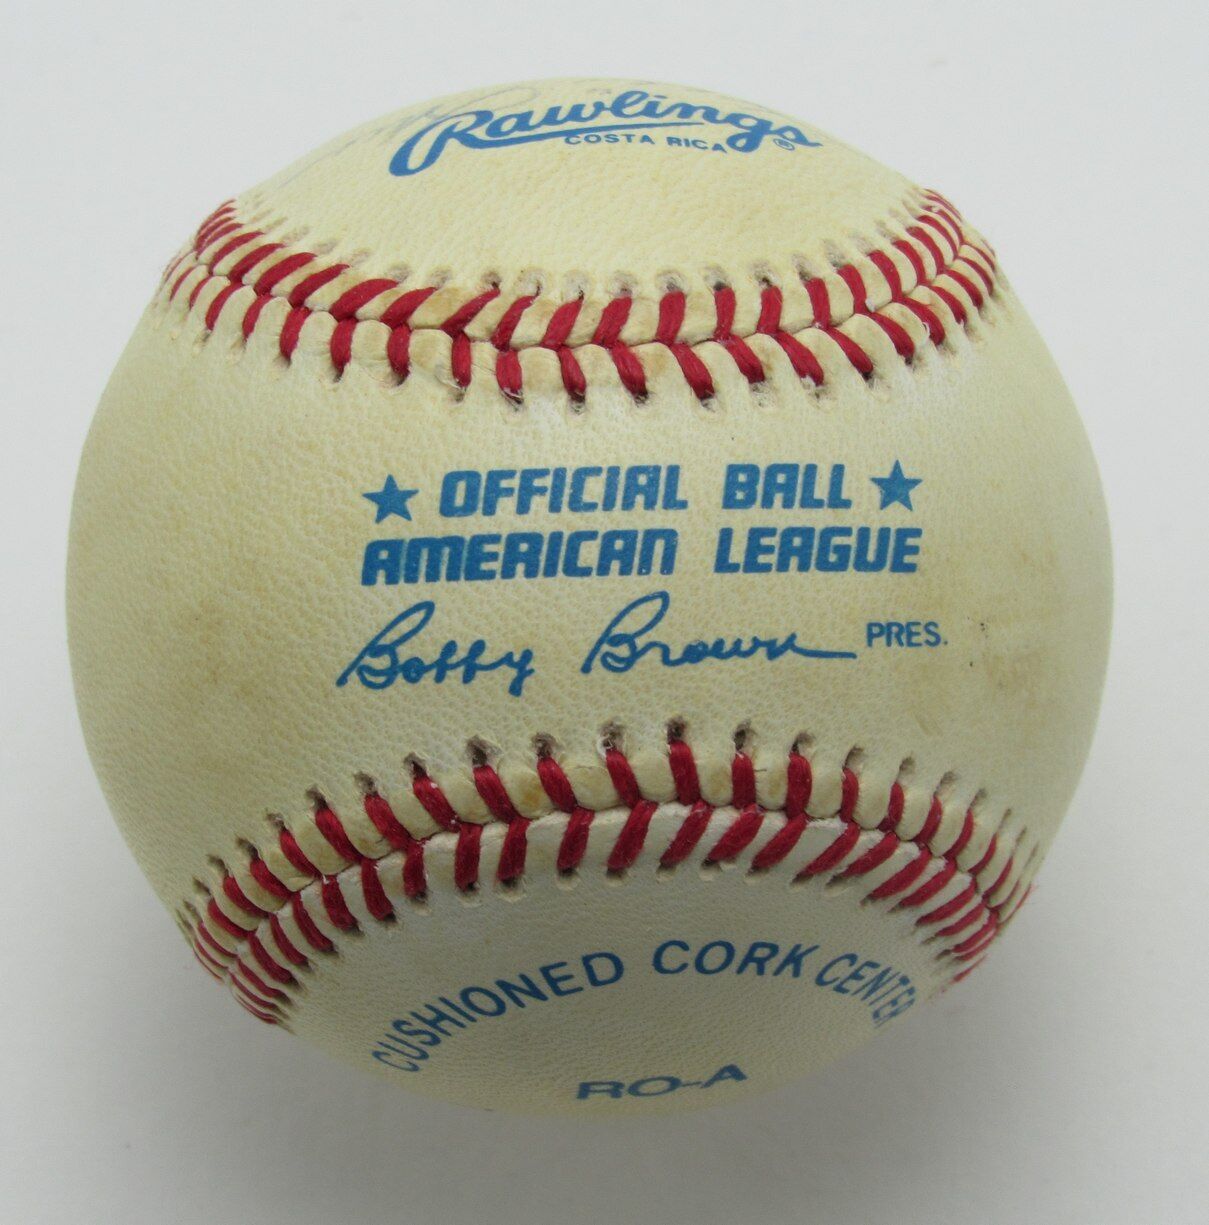 Rawlings®
COSTA RICA
★ OFFICIAL BALL ★
AMERICAN LEAGUE
Bobby Brown PRES.
CUSHIONED CORK CENTER
RO-A